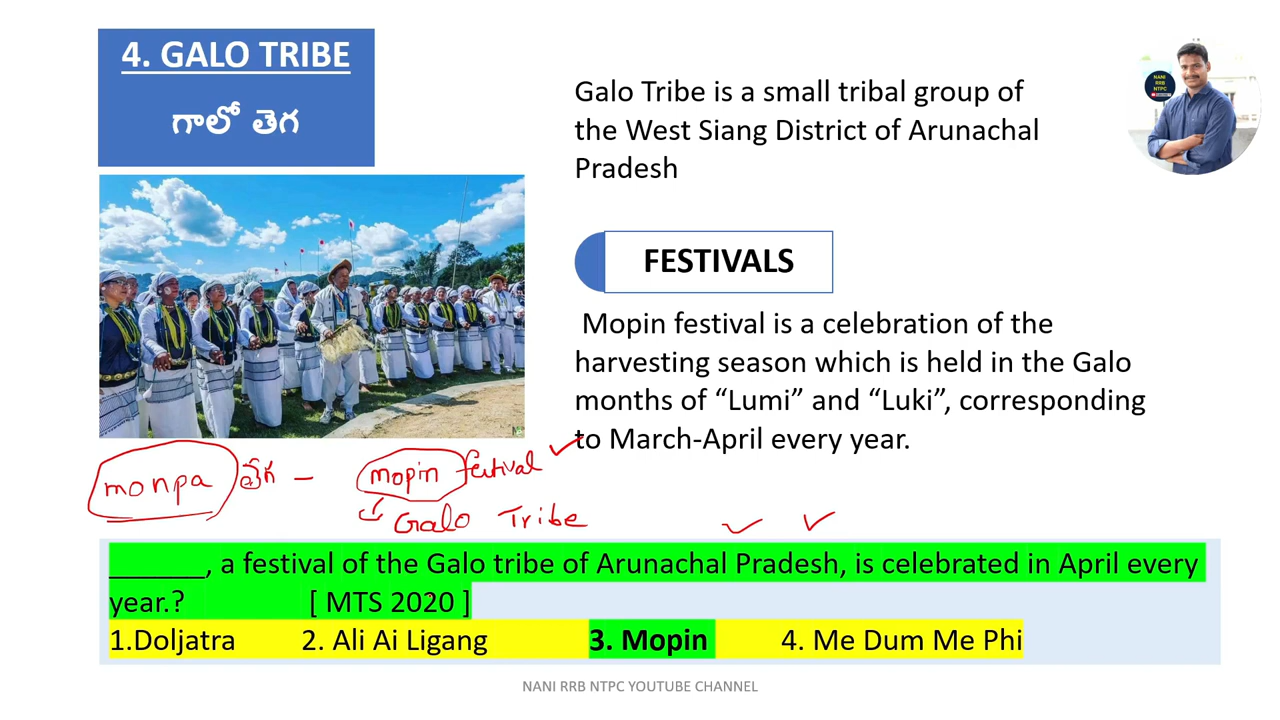 4. GALO TRIBE
గాలో తెగ
Galo Tribe is a small tribal group of
the West Siang District of Arunachal
Pradesh
NANI
RRB
NTPC
FESTIVALS
Mopin festival is a celebration of the
harvesting season which is held in the Galo
months of “Lumi” and “Luki”, corresponding
to March-April every year.
monpa తెగ – mopin festival
Galo Tribe
______, a festival of the Galo tribe of Arunachal Pradesh, is celebrated in April every
year.? [ MTS 2020 ]
1.Doljatra 2. Ali Ai Ligang 3. Mopin 4. Me Dum Me Phi
NANI RRB NTPC YOUTUBE CHANNEL